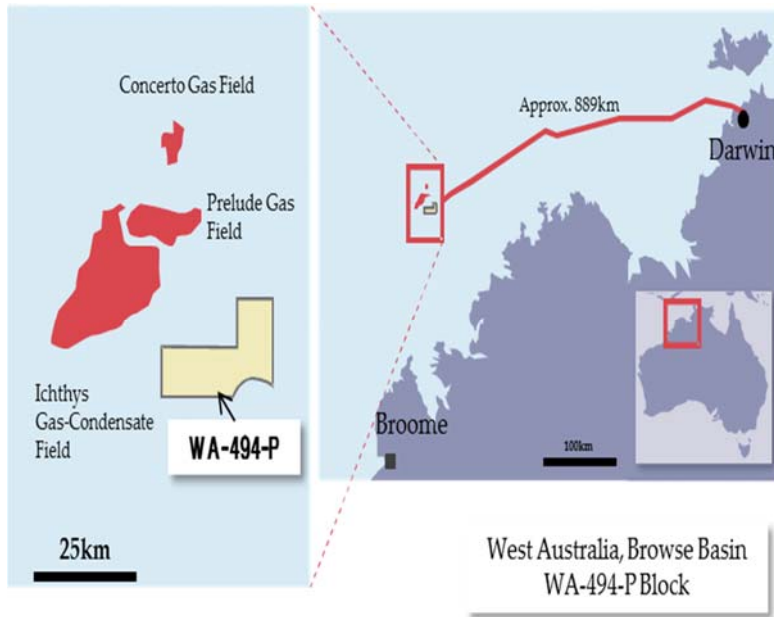 Concerto Gas Field
Prelude Gas
Field
Ichthys
Gas-Condensate
Field
WA-494-P
25km
Approx. 889km
Darwin
Broome
100km
West Australia, Browse Basin
WA-494-P Block